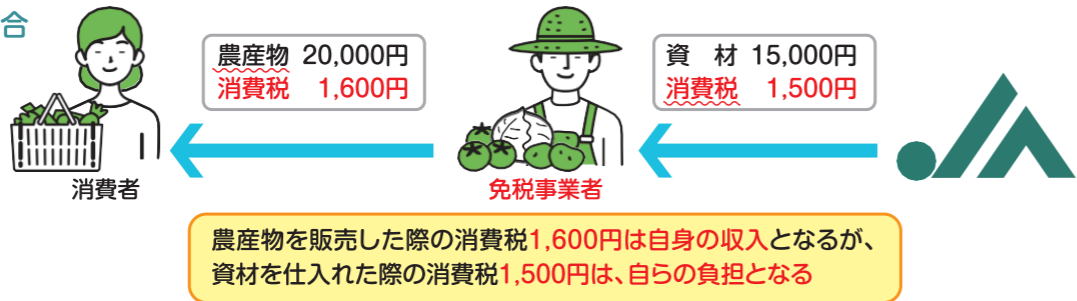 合
農産物 20,000円
消費税 1,600円
資 材 15,000円
消費税 1,500円
消費者
免税事業者
農産物を販売した際の消費税1,600円は自身の収入となるが、
資材を仕入れた際の消費税1,500円は、自らの負担となる